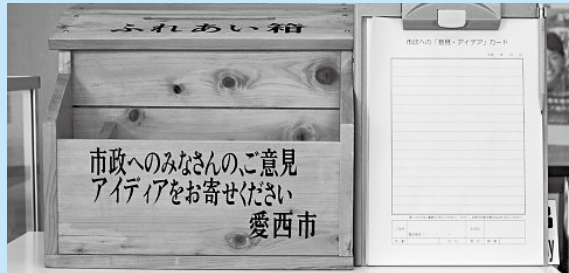 ふれあい箱
市政へのみなさんのご意見
アイディアをお寄せください
愛西市
市政への「意見・アイデア」カード